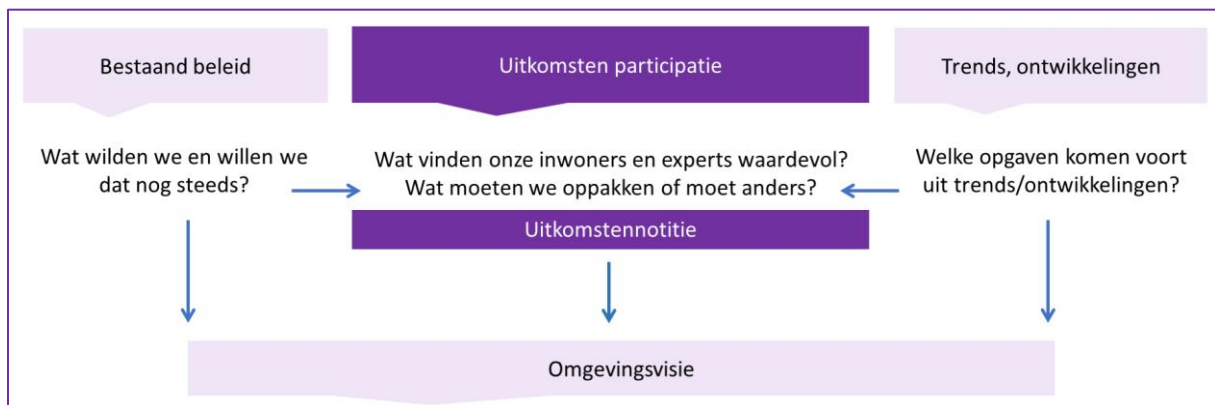 Bestaand beleid
Uitkomsten participatie
Trends, ontwikkelingen
Wat wilden we en willen we
dat nog steeds?
Wat vinden onze inwoners en experts waardevol?
Wat moeten we oppakken of moet anders?
Welke opgaven komen voort
uit trends/ontwikkelingen?
Uitkomstennotitie
Omgevingsvisie